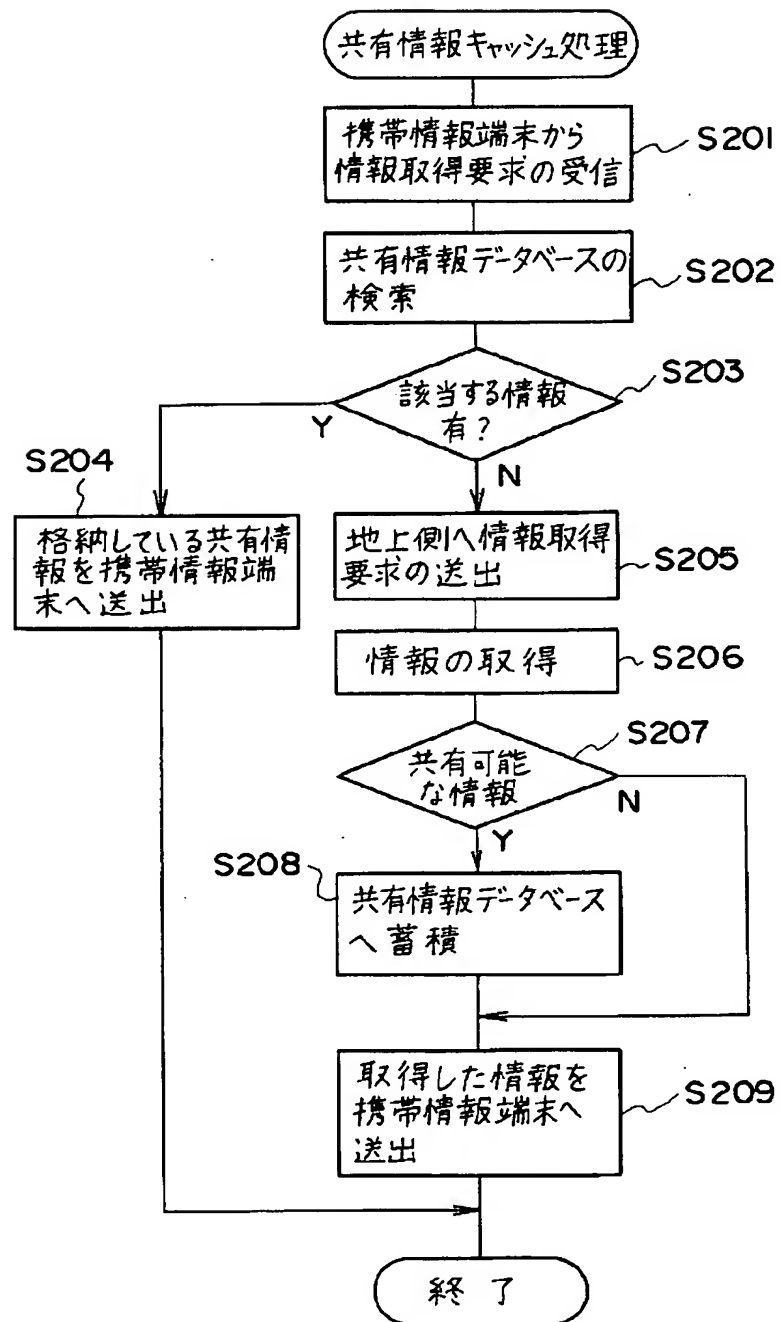 共有情報キャッシュ処理
携帯情報端末から
情報取得要求の受信
S201
共有情報データベースの
検索
S202
該当する情報
有?
S203
Y
N
S204
格納している共有情
報を携帯情報端
末へ送出
地上側へ情報取得
要求の送出
S205
情報の取得
S206
共有可能
な情報
S207
N
Y
S208
共有情報データベース
へ蓄積
取得した情報を
携帯情報端末へ
送出
S209
終了